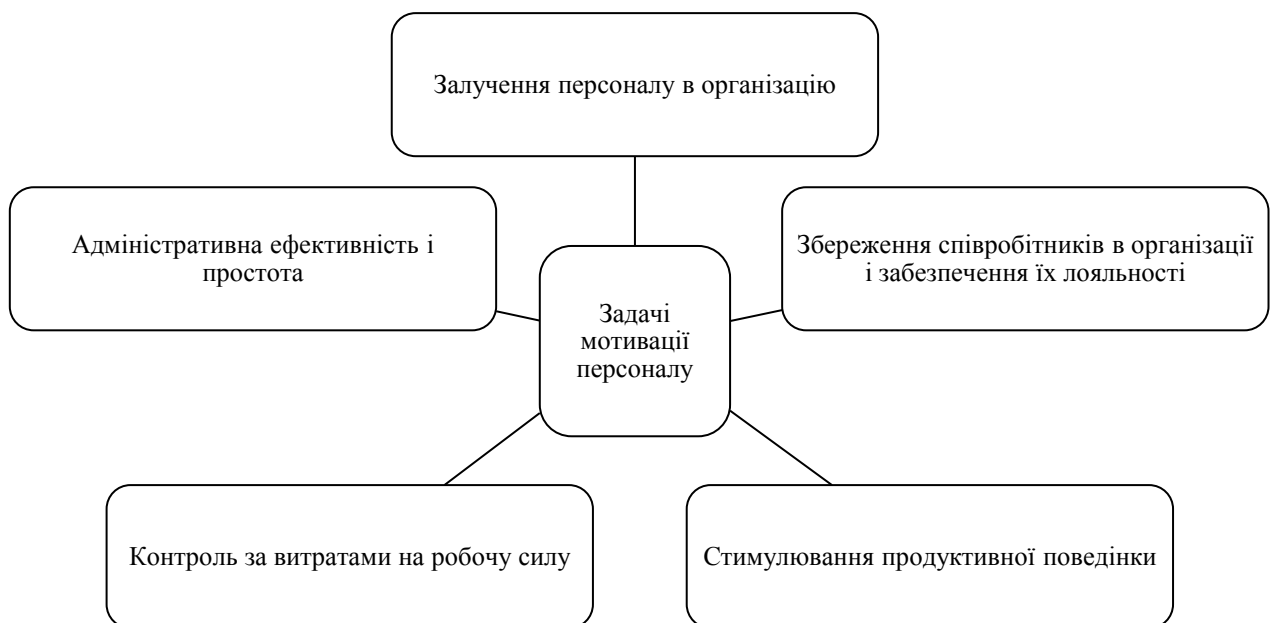 Залучення персоналу в організацію
Адміністративна ефективність і
простота
Збереження співробітників в організації
і забезпечення їх лояльності
Задачі
мотивації
персоналу
Контроль за витратами на робочу силу
Стимулювання продуктивної поведінки